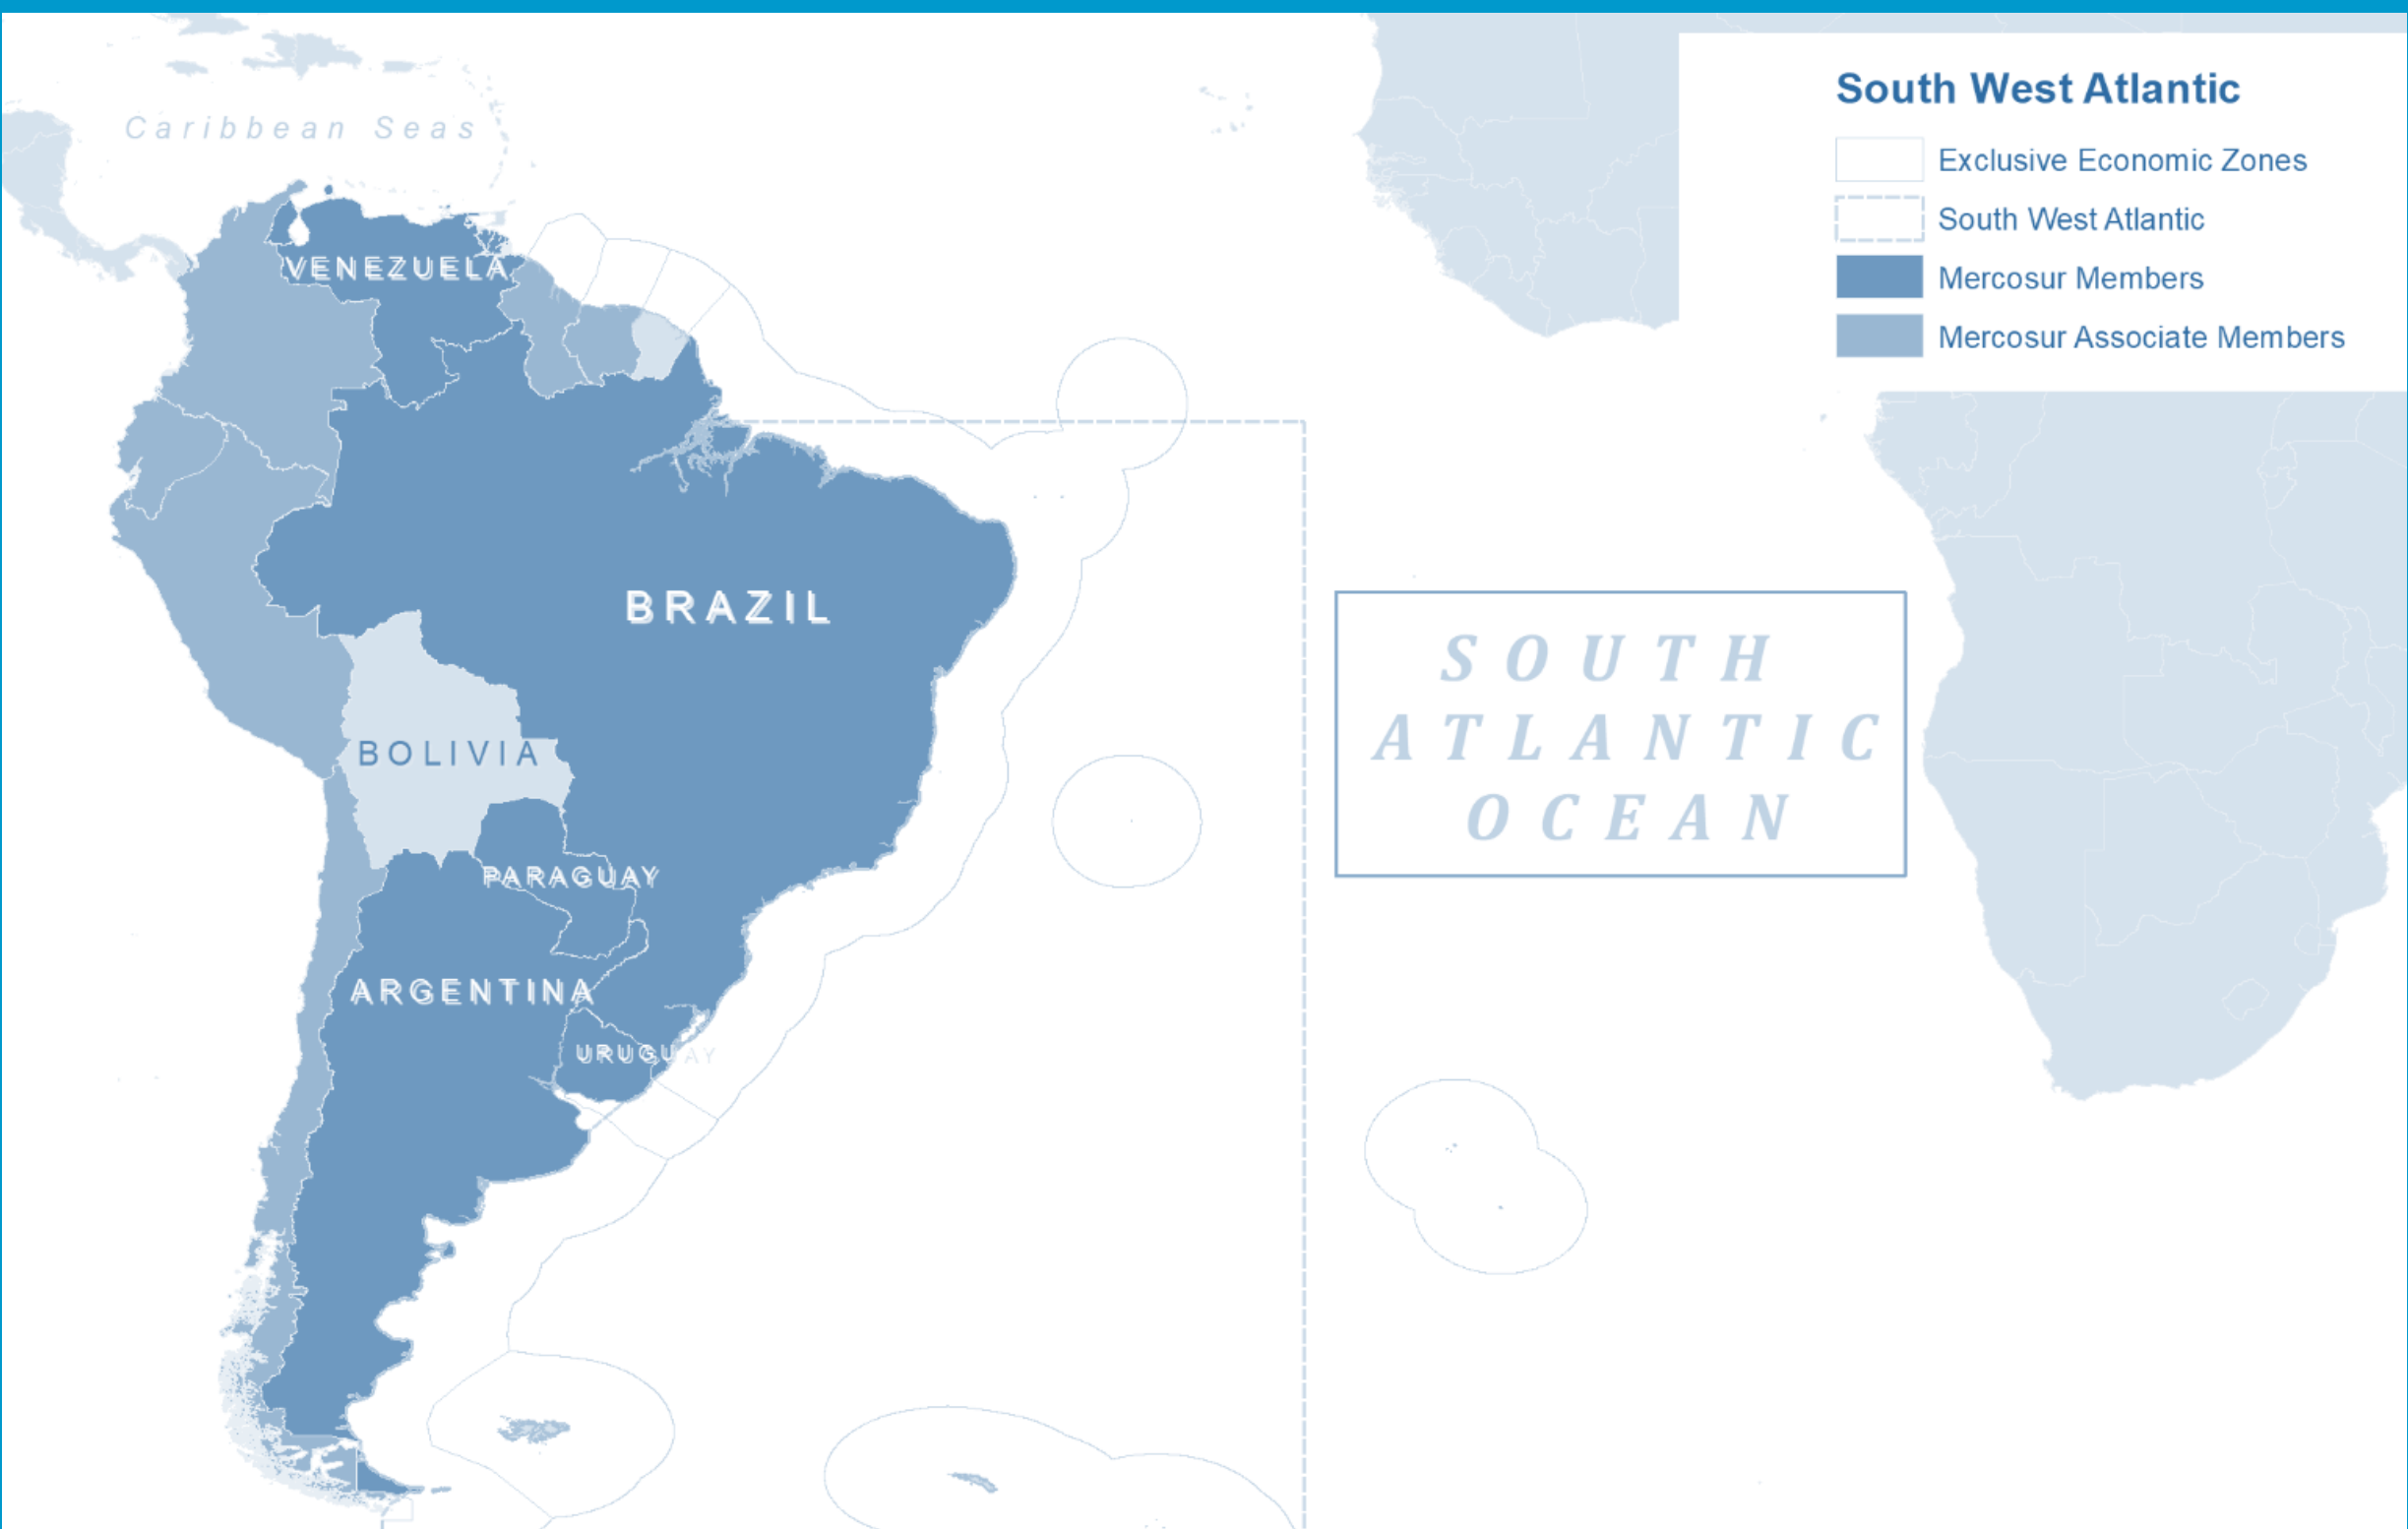 South West Atlantic
Exclusive Economic Zones
South West Atlantic
Mercosur Members
Mercosur Associate Members
Caribbean Seas
VENEZUELA
BRAZIL
BOLIVIA
PARAGUAY
ARGENTINA
URUGUAY
SOUTH
ATLANTIC
OCEAN